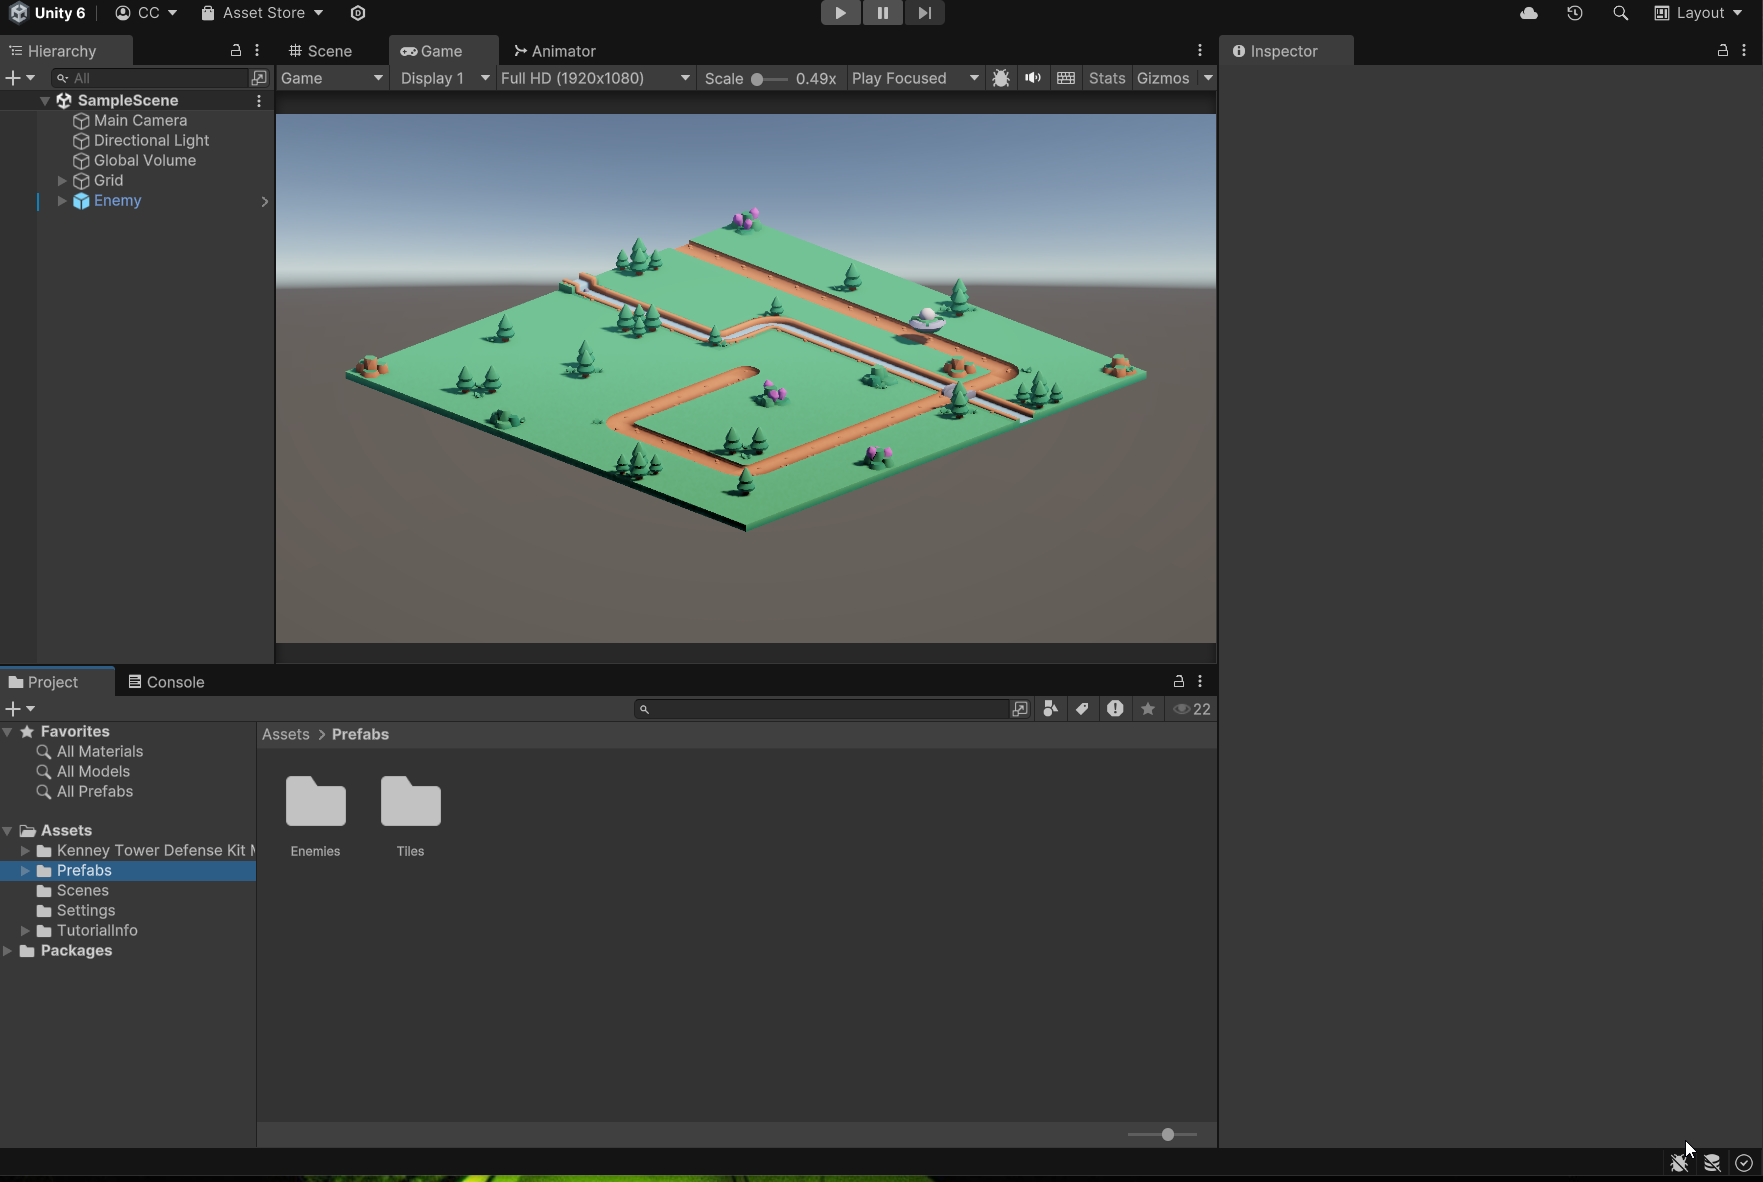 Unity 6 CC Asset Store Layout
Hierarchy
All
SampleScene
Main Camera
Directional Light
Global Volume
Grid
Enemy
Scene Game Animator
Game Display 1 Full HD (1920x1080) Scale 0.49x Play Focused Stats Gizmos
Inspector
Project Console
22
Favorites
All Materials
All Models
All Prefabs
Assets
Kenney Tower Defense Kit
Prefabs
Scenes
Settings
TutorialInfo
Packages
Assets > Prefabs
Enemies Tiles